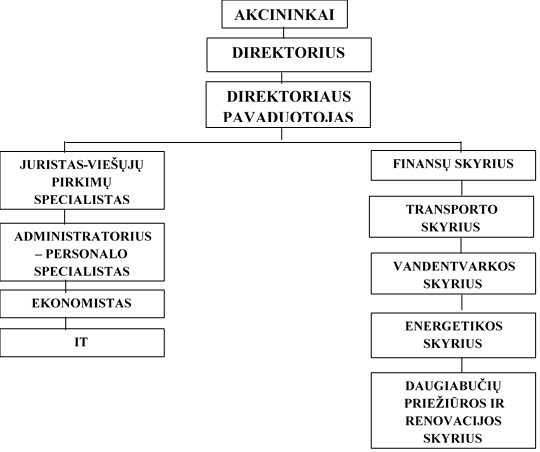 AKCININKAI
DIREKTORIUS
DIREKTORIAUS
PAVADUOTOJAS
JURISTAS-VIEŠŲJŲ
PIRKIMŲ
SPECIALISTAS
ADMINISTRATORIUS
– PERSONALO
SPECIALISTAS
EKONOMISTAS
IT
FINANSŲ SKYRIUS
TRANSPORTO
SKYRIUS
VANDENTVARKOS
SKYRIUS
ENERGETIKOS
SKYRIUS
DAUGIABUČIŲ
PRIEŽIŪROS IR
RENOVACIJOS
SKYRIUS